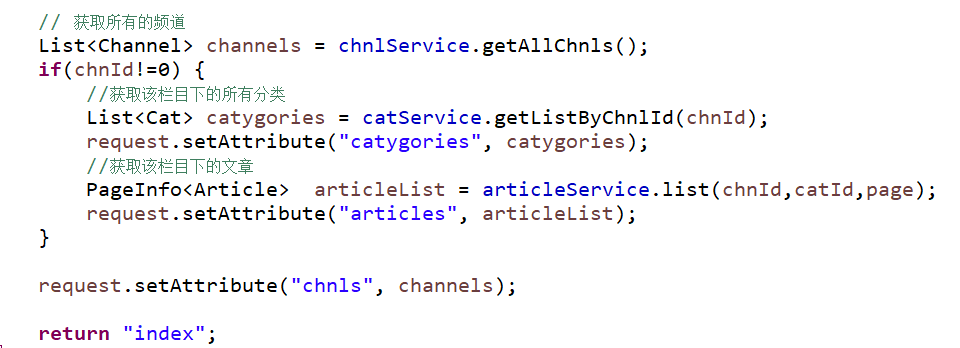 // 获取所有的频道
List<Channel> channels = chnlService.getAllChnls();
if(chnId!=0) {
//获取该栏目下的所有分类
List<Cat> catygories = catService.getListByChnlId(chnId);
request.setAttribute("catygories", catygories);
//获取该栏目下的文章
PageInfo<Article>  articleList = articleService.list(chnId,catId,page);
request.setAttribute("articles", articleList);
}
request.setAttribute("chnls", channels);
return "index";